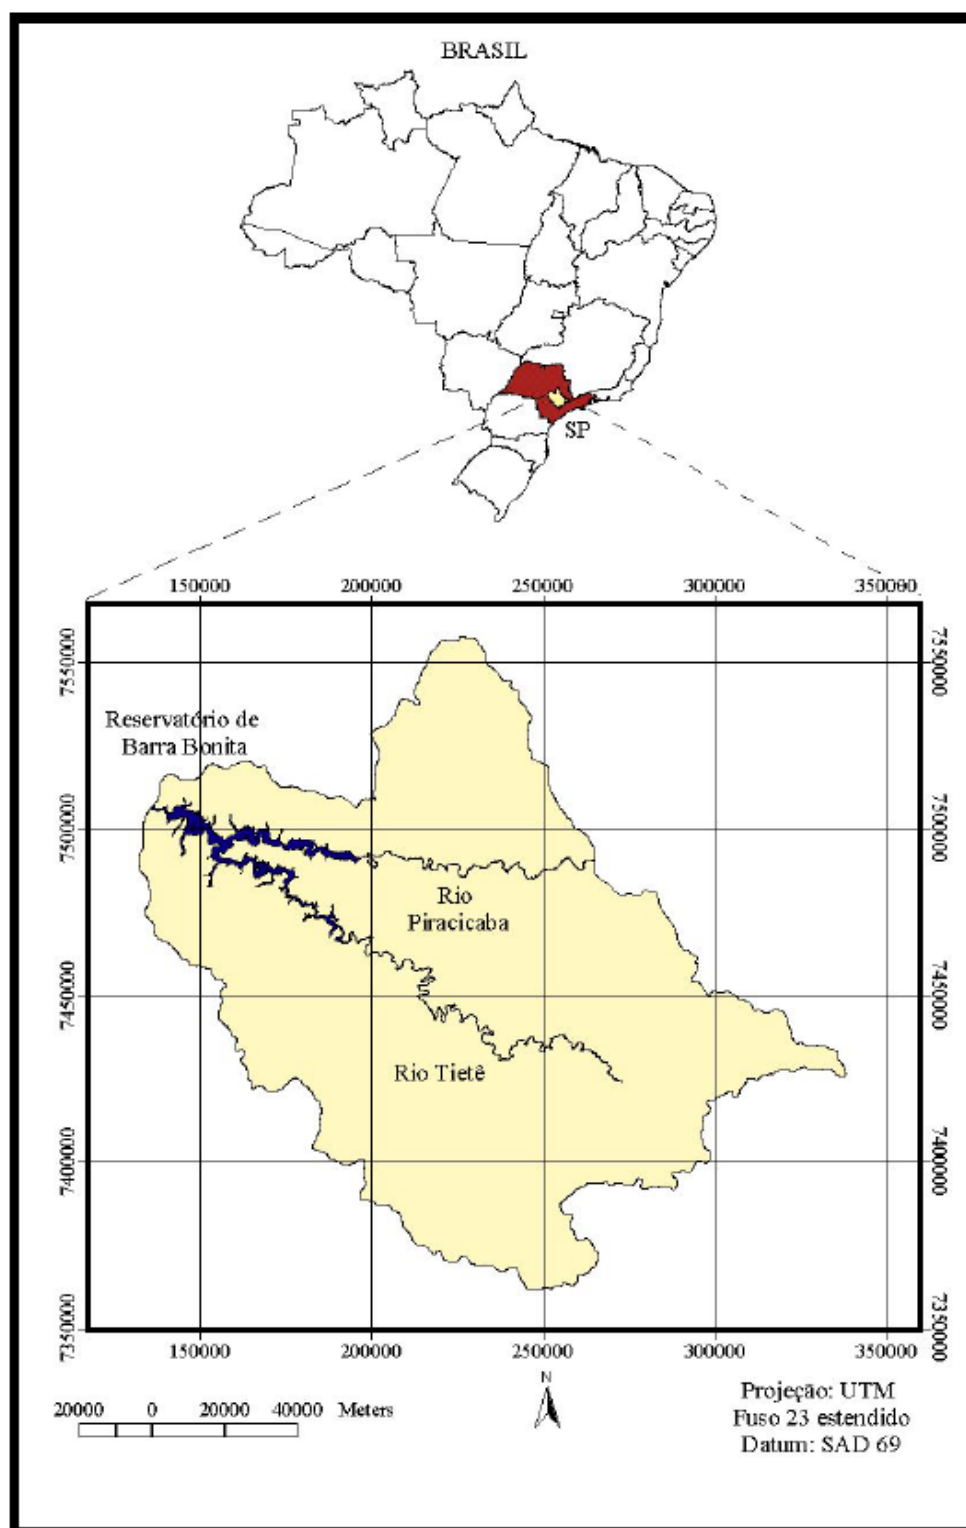 BRASIL
SP
150000 200000 250000 300000 350000
7550000
7550000
Reservatório de
Barra Bonita
7500000
7500000
Rio
Piracicaba
7450000
7450000
Rio Tietê
7400000
7400000
7350000
7350000
150000 200000 250000 300000 350000
20000 0 20000 40000 Meters
N
Projeção: UTM
Fuso 23 estendido
Datum: SAD 69